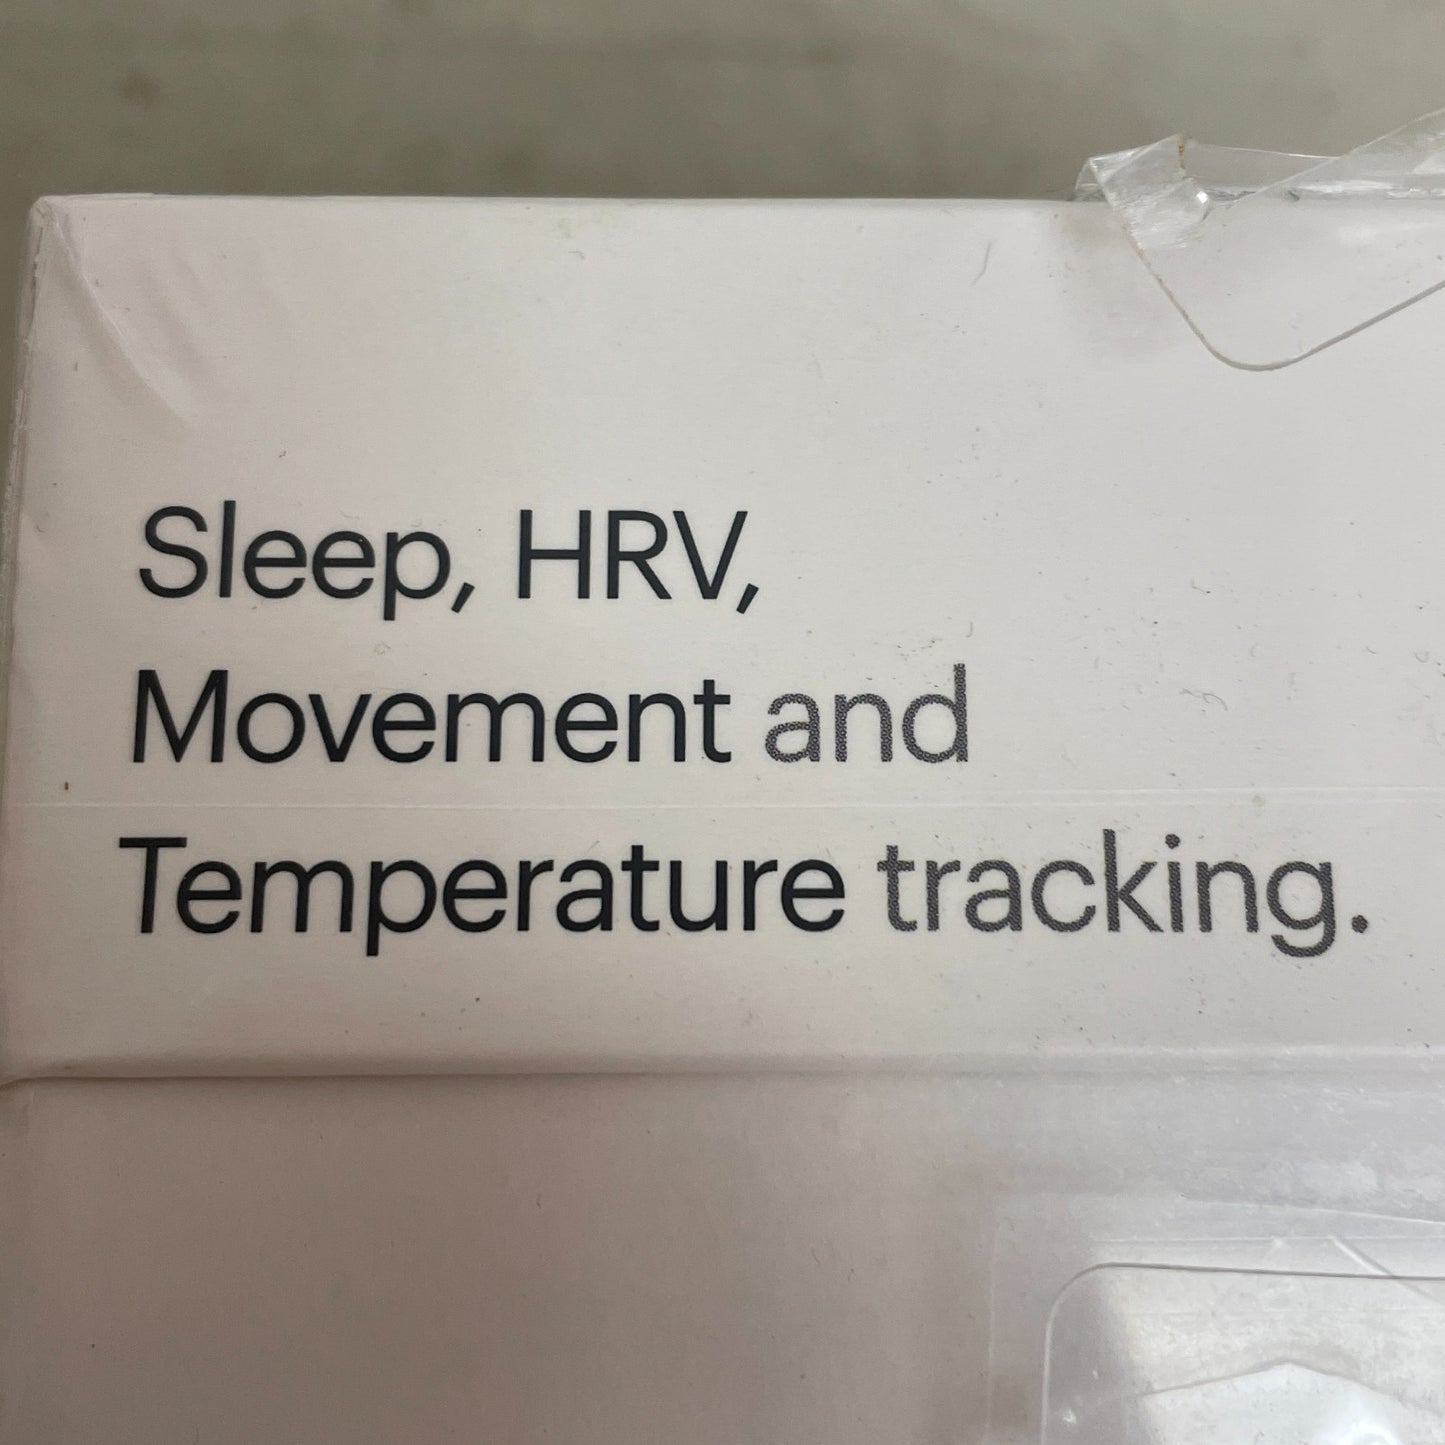 Sleep, HRV,
Movement and
Temperature tracking.